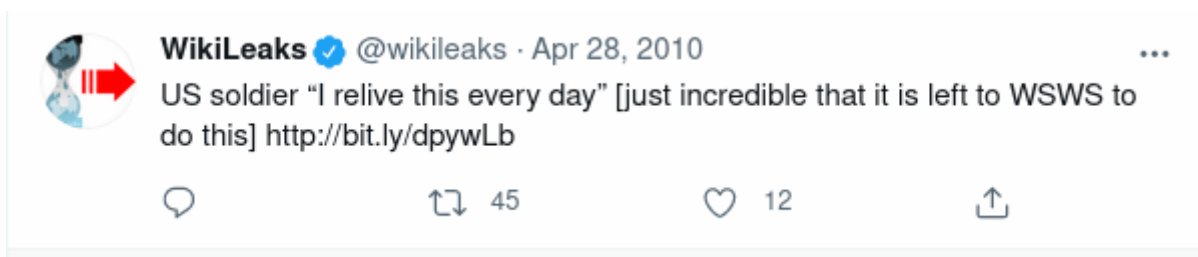 WikiLeaks @wikileaks · Apr 28, 2010
US soldier “I relive this every day” [just incredible that it is left to WSWS to
do this] http://bit.ly/dpywLb
45 12